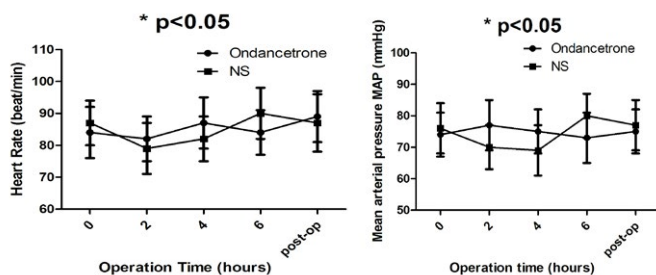 * p<0.05
Ondancetrone
NS
Heart Rate (beat/min)
110
100
90
80
70
60
0
2
4
6
post-op
Operation Time (hours)
* p<0.05
Ondancetrone
NS
Mean arterial pressure MAP (mmHg)
100
90
80
70
60
50
0
2
4
6
post-op
Operation time (hours)